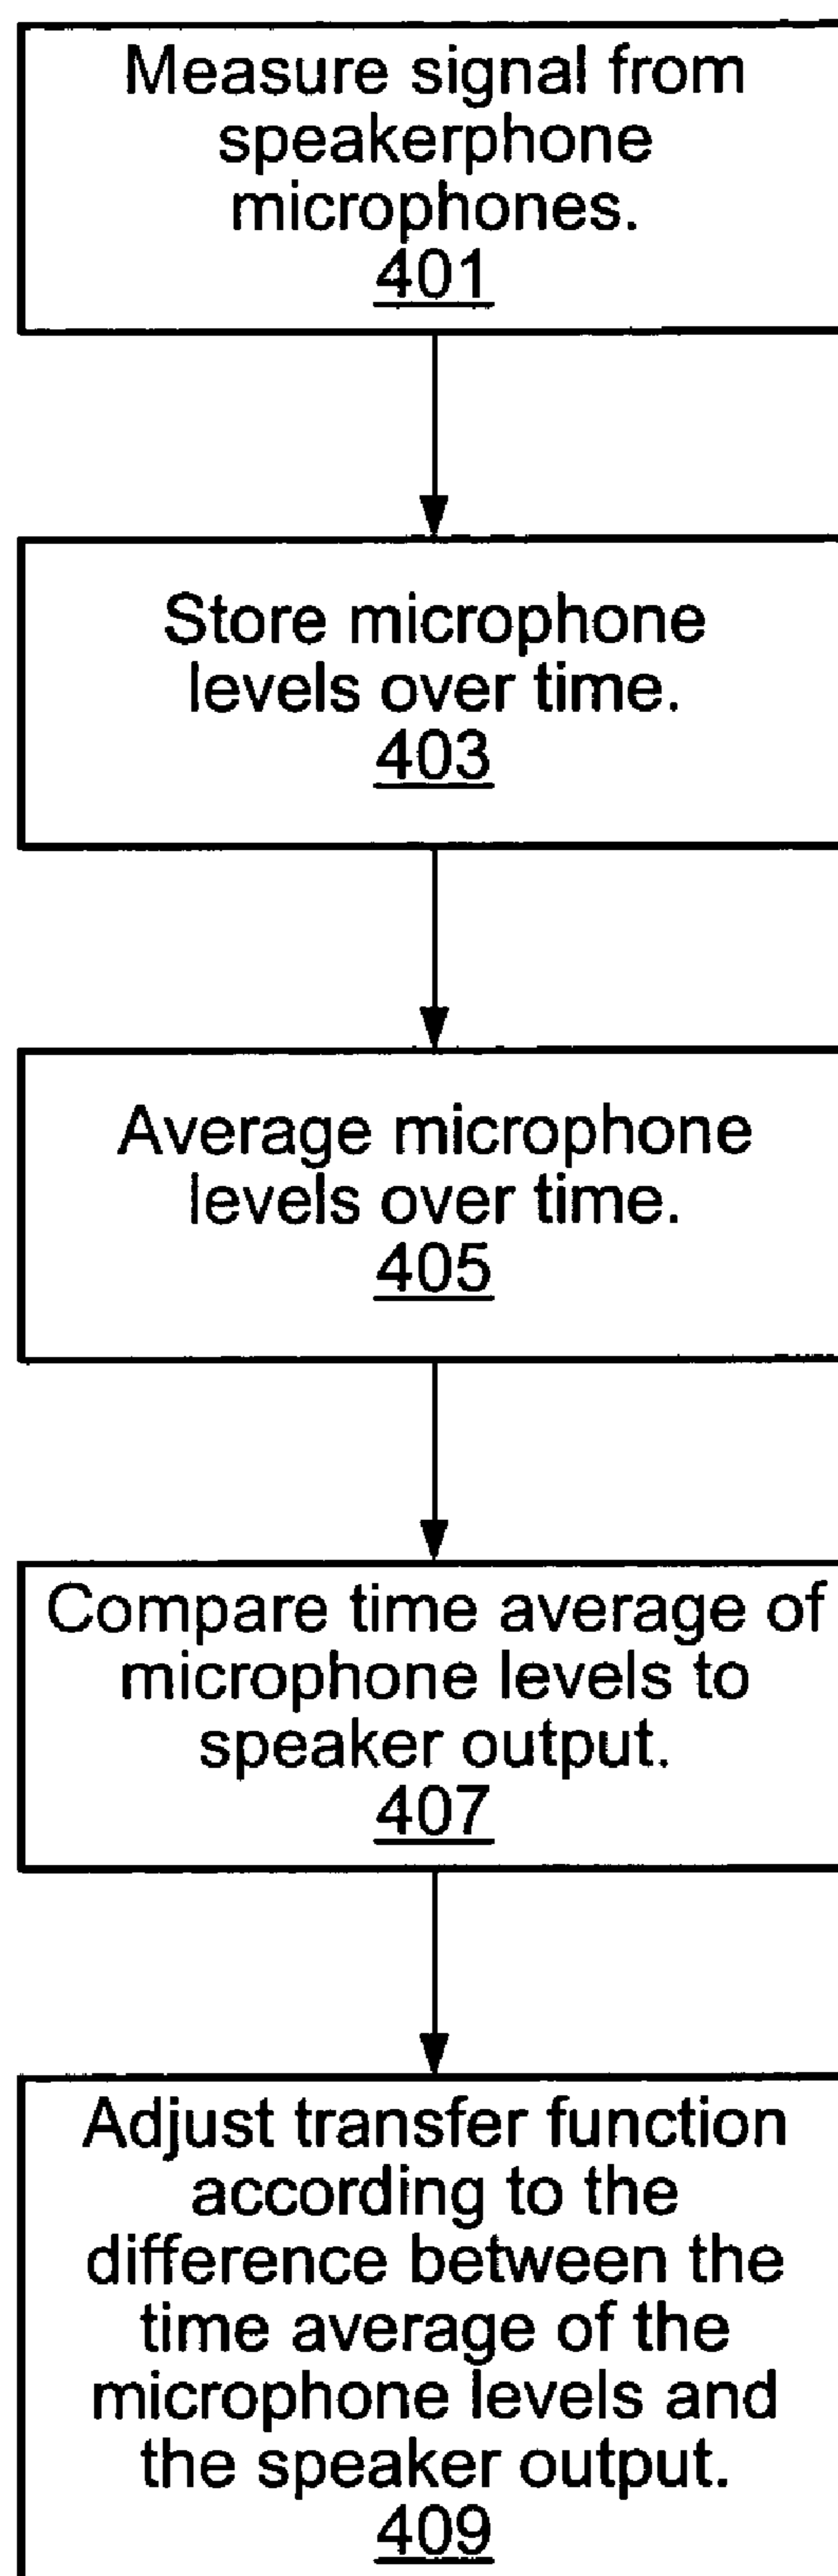 Measure signal from
speakerphone
microphones.
401
Store microphone
levels over time.
403
Average microphone
levels over time.
405
Compare time average of
microphone levels to
speaker output.
407
Adjust transfer function
according to the
difference between the
time average of the
microphone levels and
the speaker output.
409